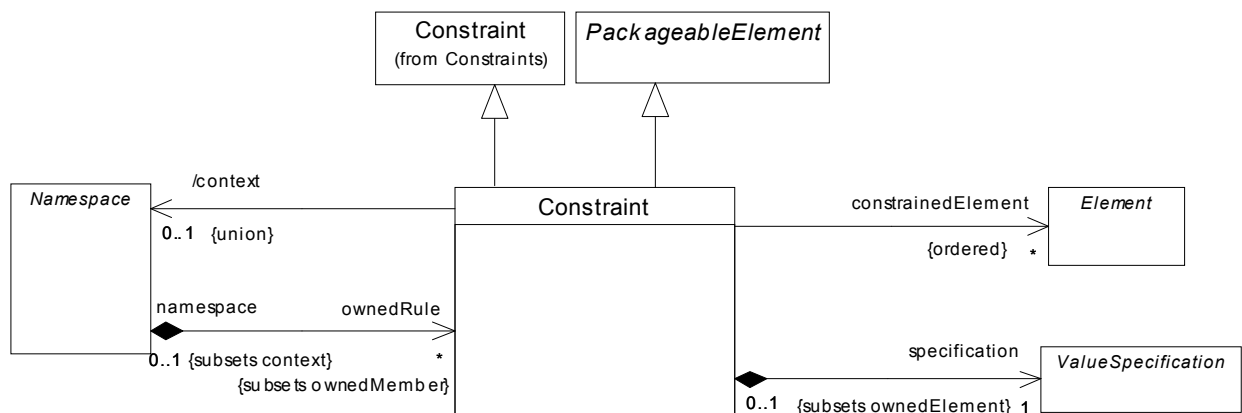 Constraint
(from Constraints)
PackageableElement
/context
Namespace
Constraint
constrainedElement
Element
0..1 {union}
{ordered} *
namespace ownedRule
0..1 {subsets context} *
{subsets ownedMember}
specification
ValueSpecification
0..1 {subsets ownedElement} 1